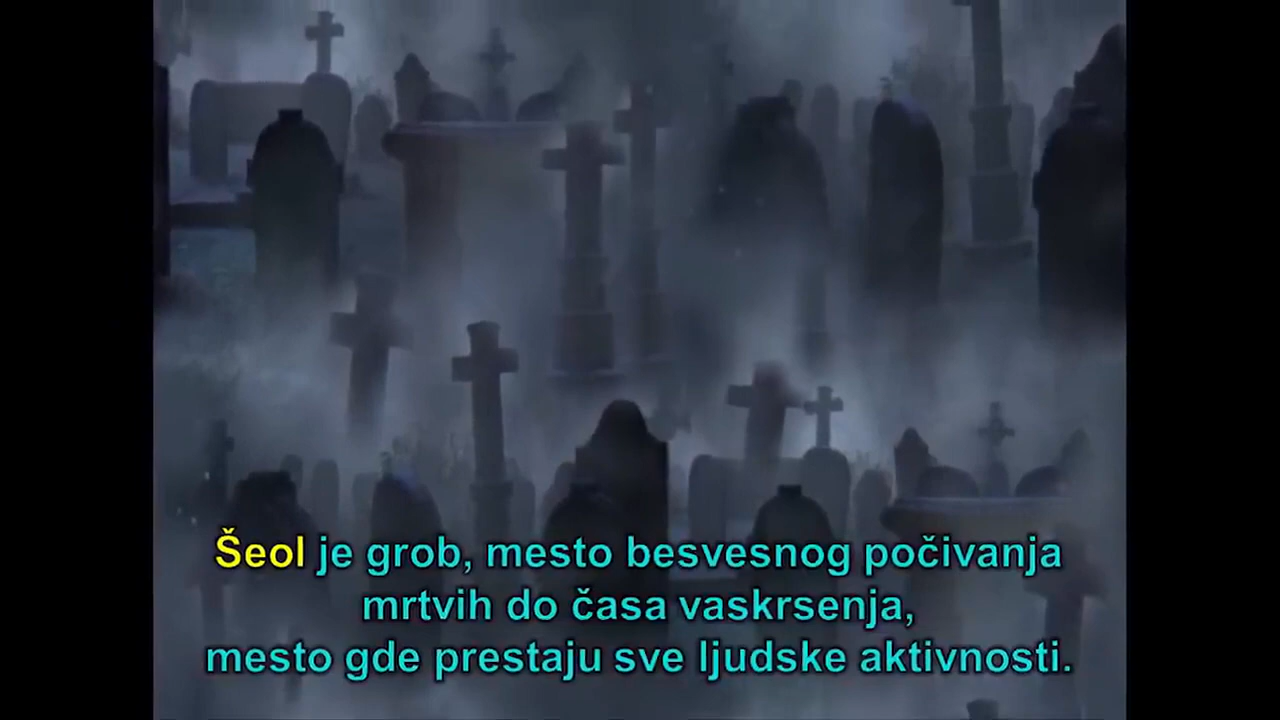 Šeol je grob, mesto besvesnog počivanja
mrtvih do časa vaskrsenja,
mesto gde prestaju sve ljudske aktivnosti.